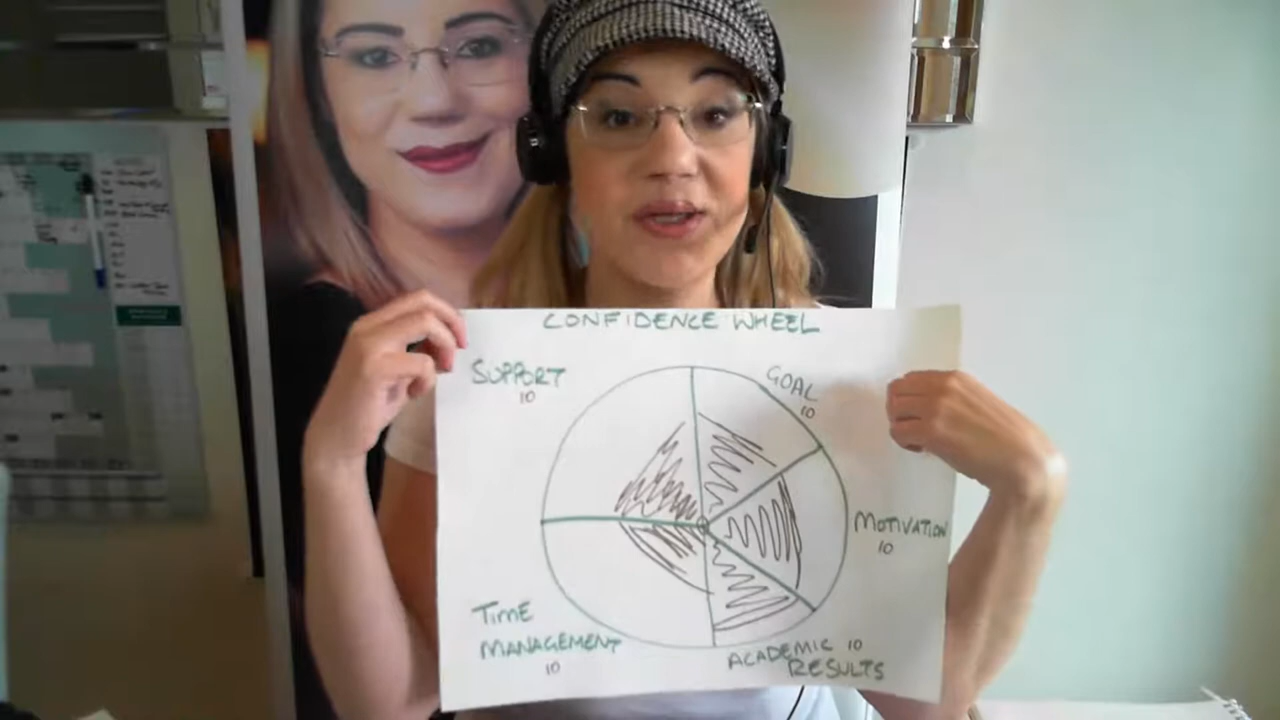 CONFIDENCE WHEEL
SUPPORT
10
GOAL
10
MOTIVATION
10
TIME
MANAGEMENT
10
ACADEMIC 10
RESULTS